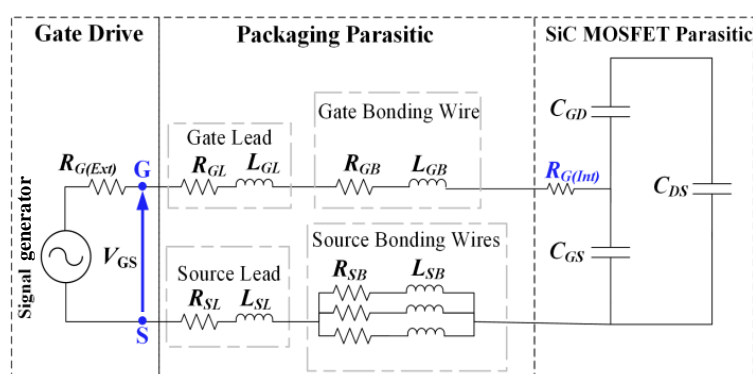 Gate Drive
Packaging Parasitic
SiC MOSFET Parasitic
Gate Bonding Wire
Gate Lead
C_GD
R_G(Ext)
G
R_GL
L_GL
R_GB
L_GB
R_G(Int)
C_DS
Signal generator
V_GS
Source Bonding Wires
C_GS
Source Lead
R_SB
L_SB
R_SL
L_SL
S